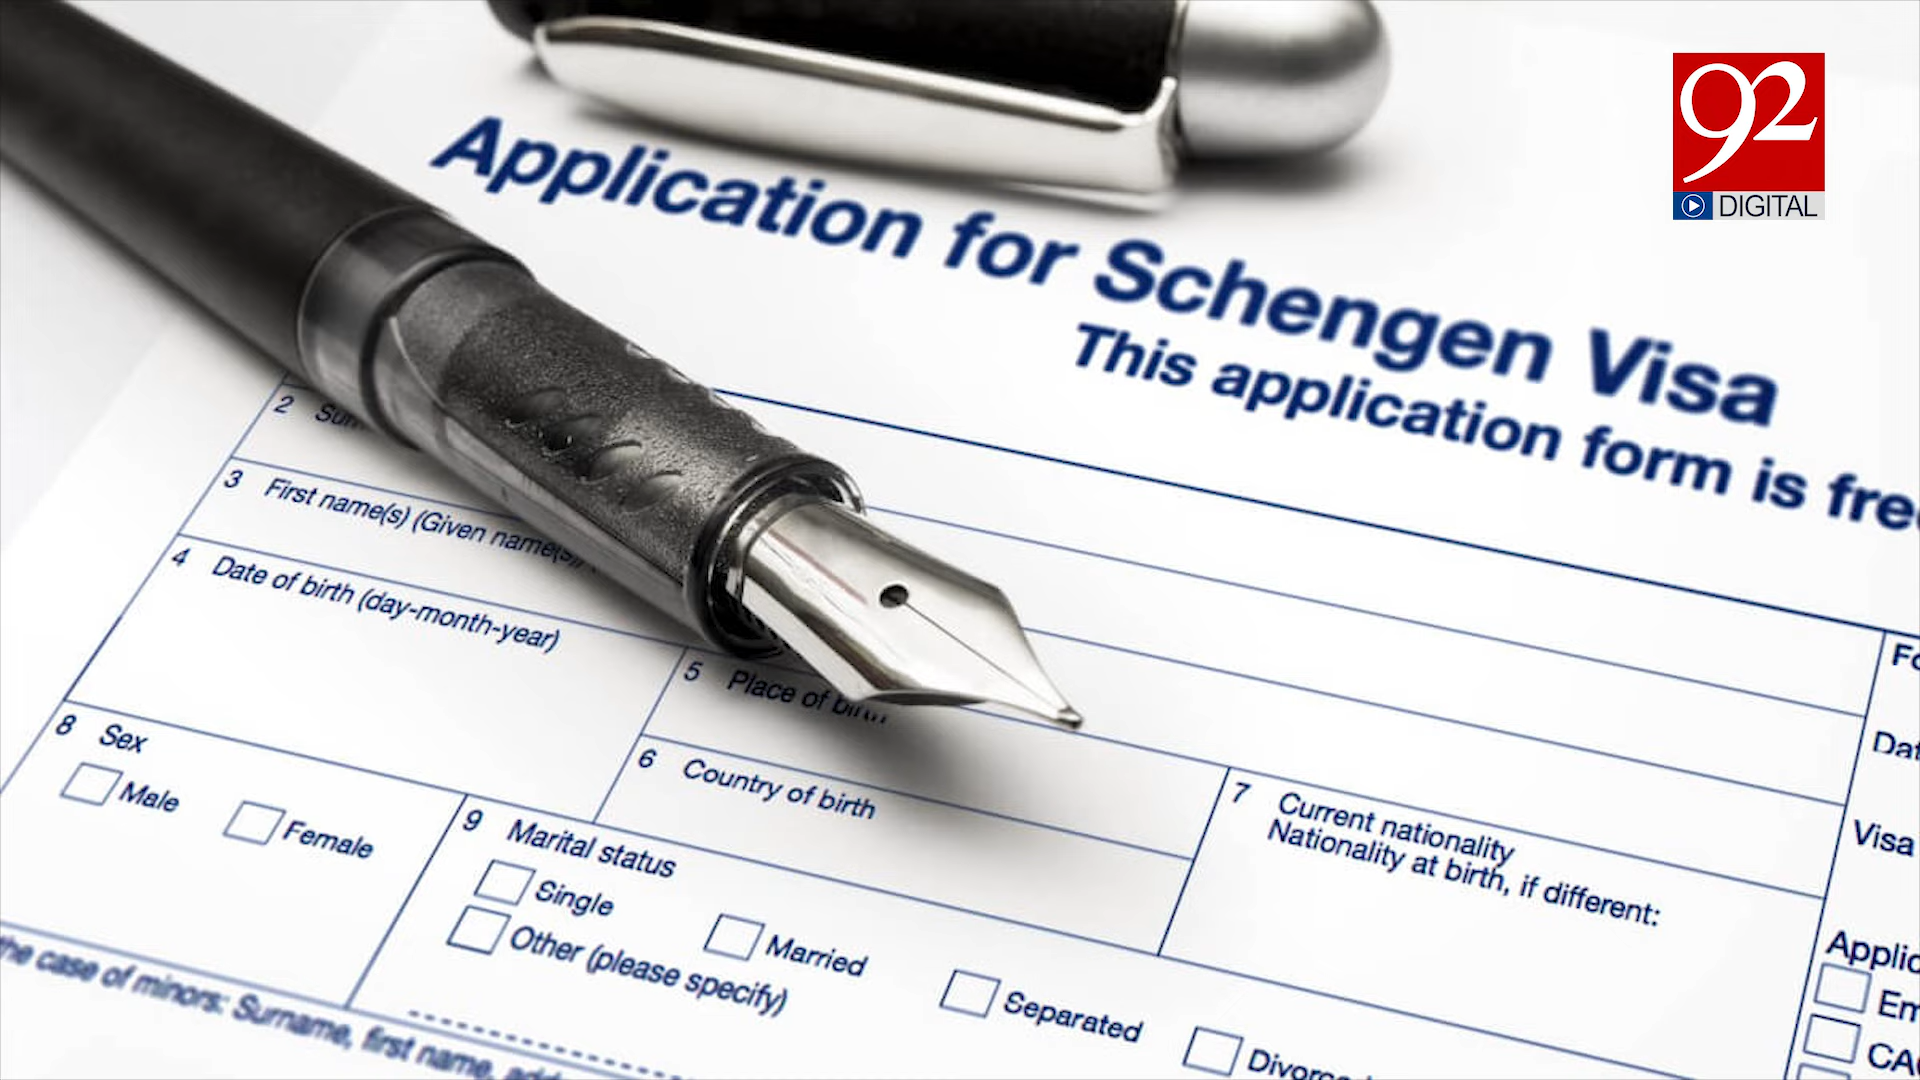 92
DIGITAL
Application for Schengen Visa
This application form is
2
3 First name(s) (Given name(s))
4 Date of birth (day-month-year)
5 Place of birth
6 Country of birth
7 Current nationality
Nationality at birth, if different:
8 Sex
Male
Female
9 Marital status
Single
Married
Separated
Other (please specify)
Visa
the case of minors: Surname, first name,